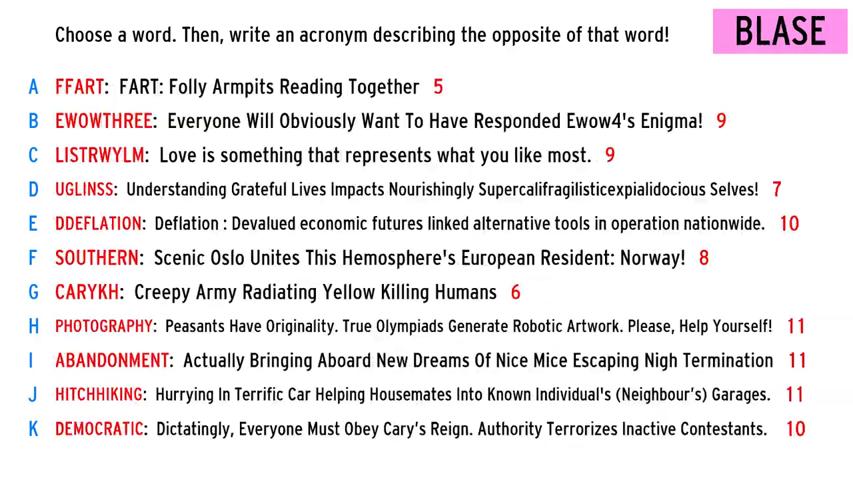 Choose a word. Then, write an acronym describing the opposite of that word!
BLASE
A FFART: FART: Folly Armpits Reading Together 5
B EWOWTHREE: Everyone Will Obviously Want To Have Responded Ewow4's Enigma! 9
C LISTRWYLM: Love is something that represents what you like most. 9
D UGLINSS: Understanding Grateful Lives Impacts Nourishingly Supercalifragilisticexpialidocious Selves! 7
E DDEFLATION: Deflation : Devalued economic futures linked alternative tools in operation nationwide. 10
F SOUTHERN: Scenic Oslo Unites This Hemosphere's European Resident: Norway! 8
G CARYKH: Creepy Army Radiating Yellow Killing Humans 6
H PHOTOGRAPHY: Peasants Have Originality. True Olympiads Generate Robotic Artwork. Please, Help Yourself! 11
I ABANDONMENT: Actually Bringing Aboard New Dreams Of Nice Mice Escaping Nigh Termination 11
J HITCHHIKING: Hurrying In Terrific Car Helping Housemates Into Known Individual's (Neighbour's) Garages. 11
K DEMOCRATIC: Dictatingly, Everyone Must Obey Cary's Reign. Authority Terrorizes Inactive Contestants. 10